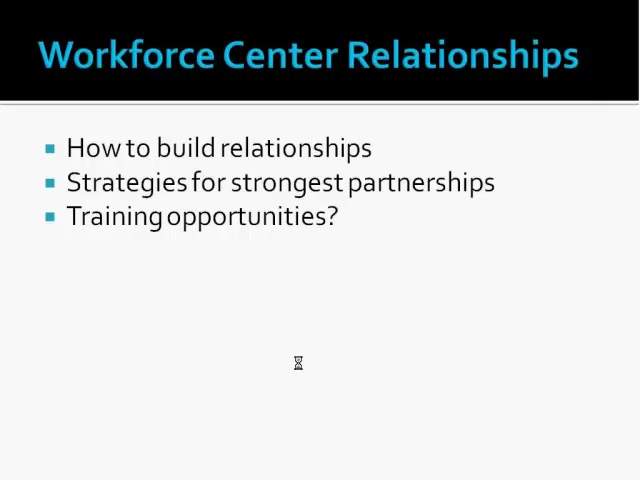 Workforce Center Relationships
How to build relationships
Strategies for strongest partnerships
Training opportunities?